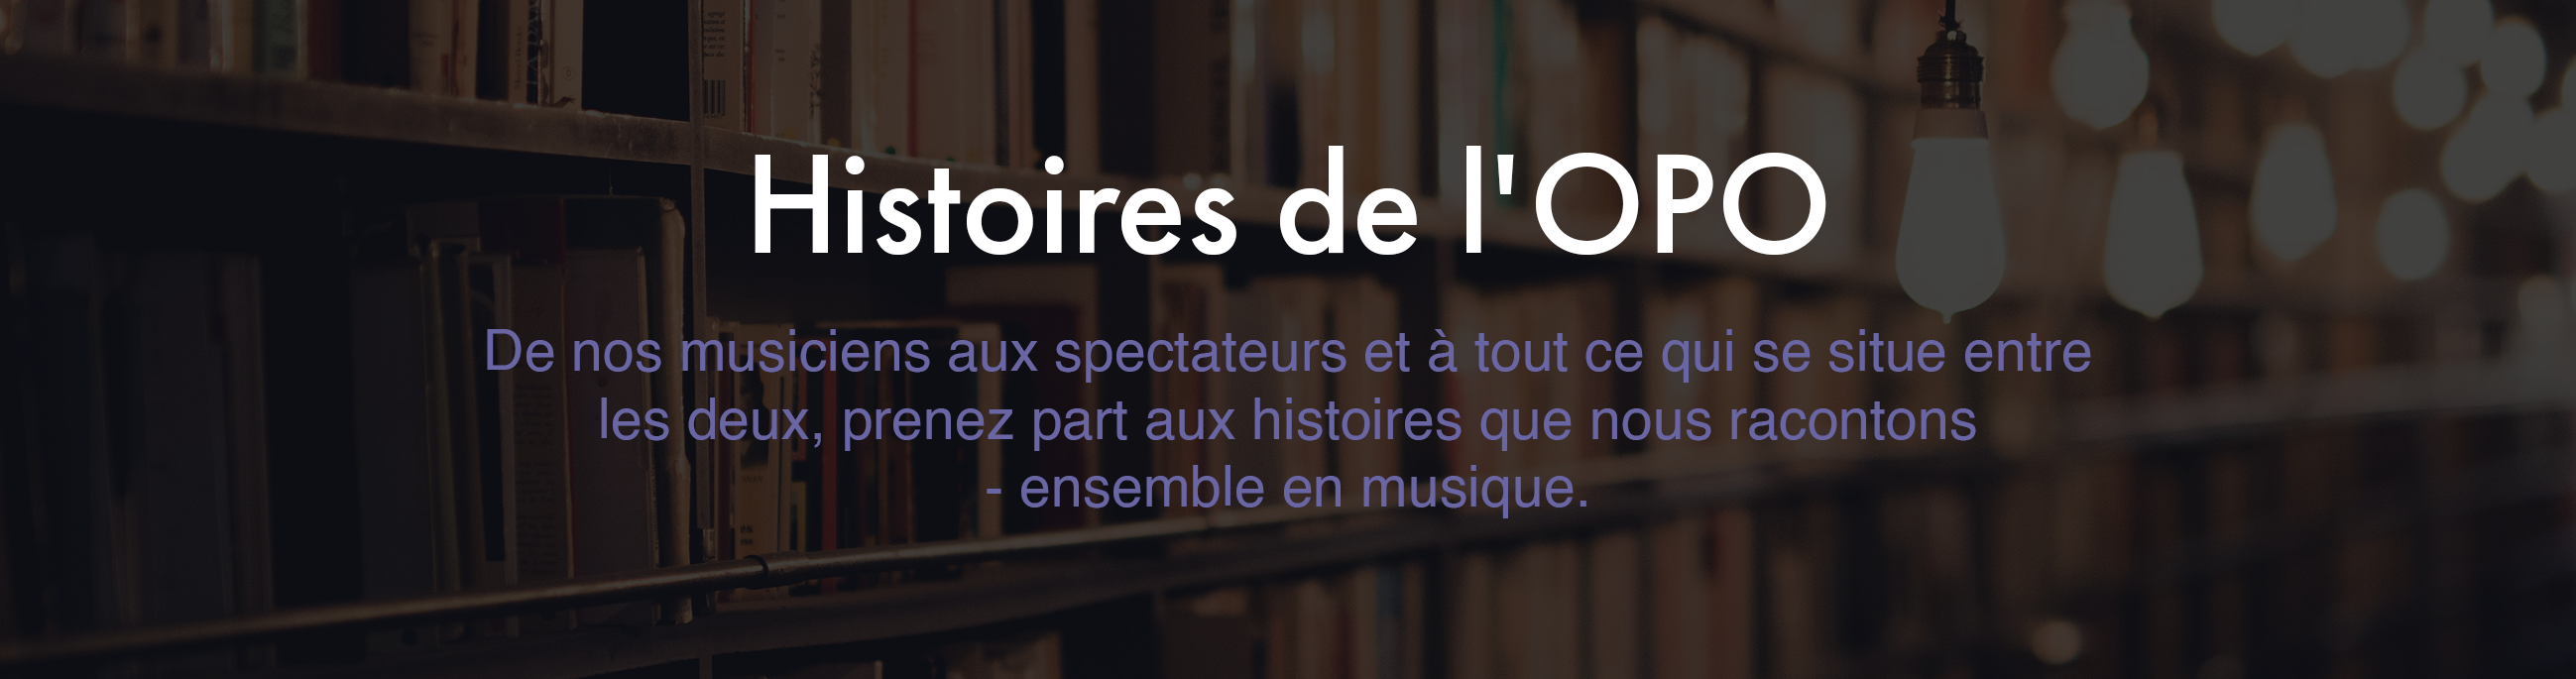 Histoires de l'OPO
De nos musiciens aux spectateurs et à tout ce qui se situe entre
les deux, prenez part aux histoires que nous racontons
- ensemble en musique.